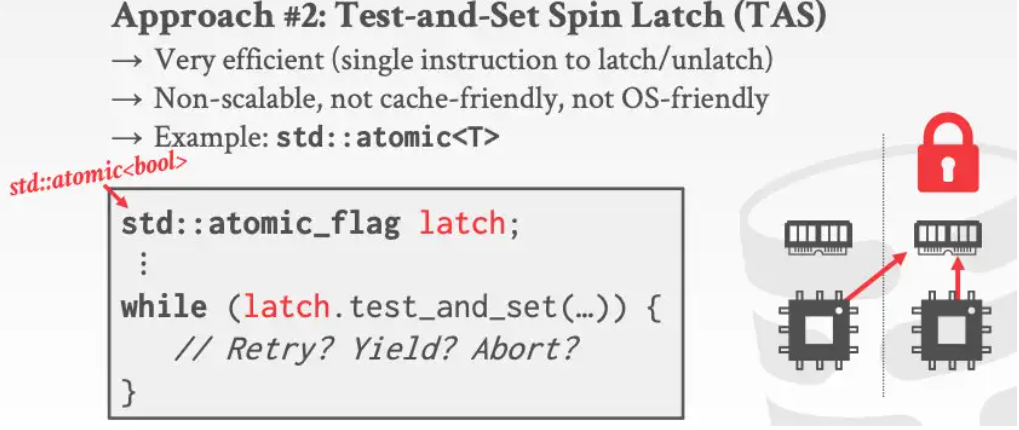 Approach #2: Test-and-Set Spin Latch (TAS)
→ Very efficient (single instruction to latch/unlatch)
→ Non-scalable, not cache-friendly, not OS-friendly
→ Example: std::atomic<T>
std::atomic<bool>
std::atomic_flag latch;
⋮
while (latch.test_and_set(…)) {
// Retry? Yield? Abort?
}